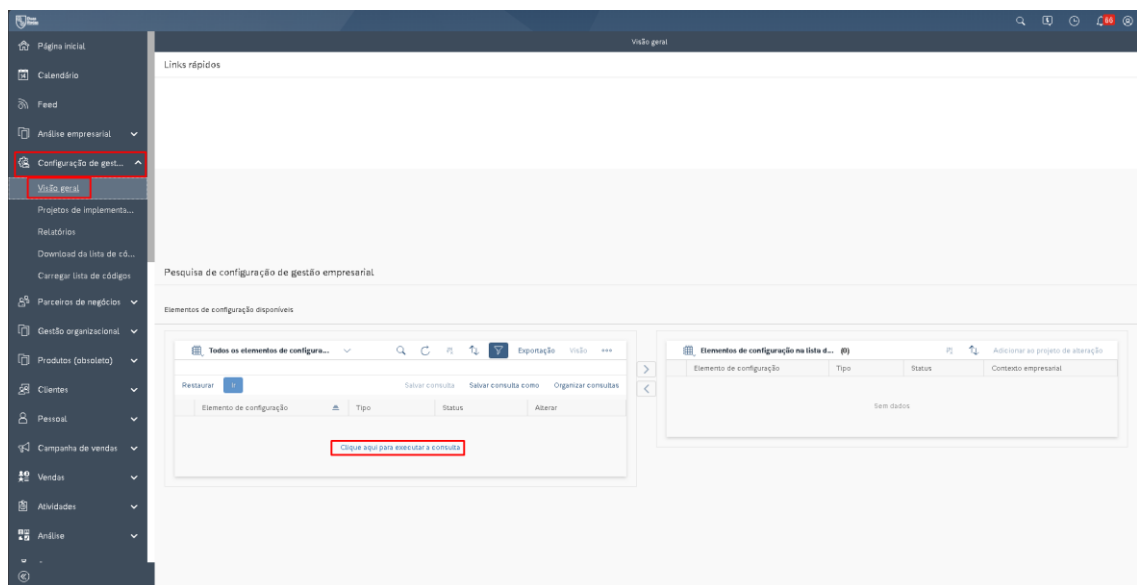 66
Visão geral
Página inicial
Calendário
Feed
Análise empresarial
Configuração de gest...
Visão geral
Projetos de implementa...
Relatórios
Download da lista de có...
Carregar lista de códigos
Parceiros de negócios
Gestão organizacional
Produtos (obsoleto)
Clientes
Pessoal
Campanha de vendas
Vendas
Atividades
Análise
Links rápidos
Pesquisa de configuração de gestão empresarial
Elementos de configuração disponíveis
Todos os elementos de configura...
Exportação Visão
Restaurar Ir Salvar consulta Salvar consulta como Organizar consultas
Elemento de configuração Tipo Status Alterar
Clique aqui para executar a consulta
Elementos de configuração na lista d... (0) Adicionar ao projeto de alteração
Elemento de configuração Tipo Status Contexto empresarial
Sem dados